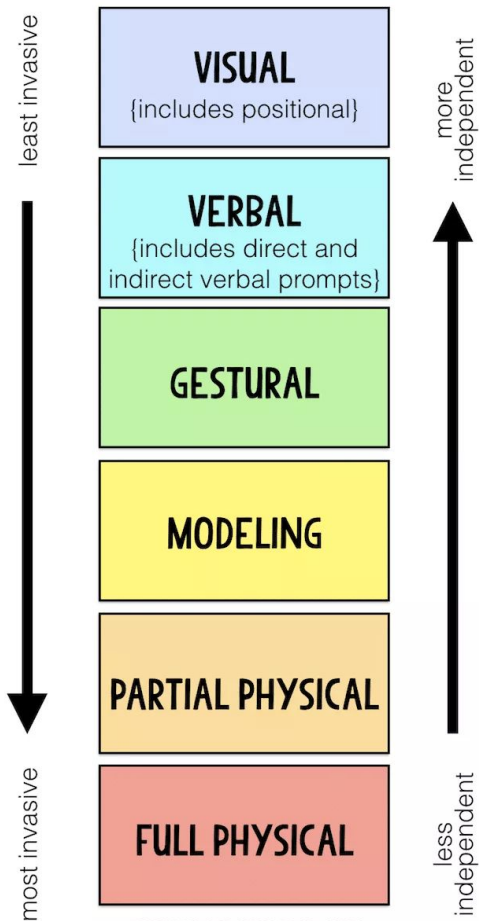 least invasive
more
independent
VISUAL
{includes positional}
VERBAL
{includes direct and
indirect verbal prompts}
GESTURAL
MODELING
PARTIAL PHYSICAL
FULL PHYSICAL
most invasive
less
independent